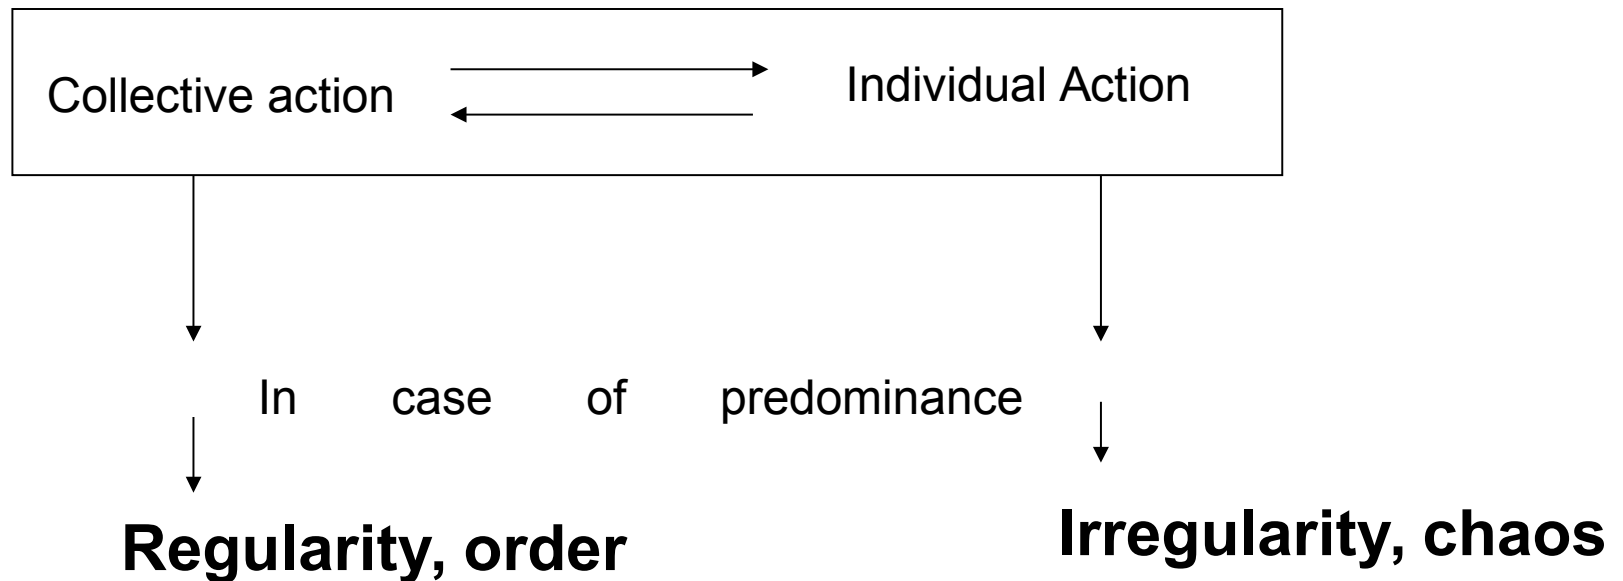 Collective action
Individual Action
In case of predominance
Regularity, order
Irregularity, chaos